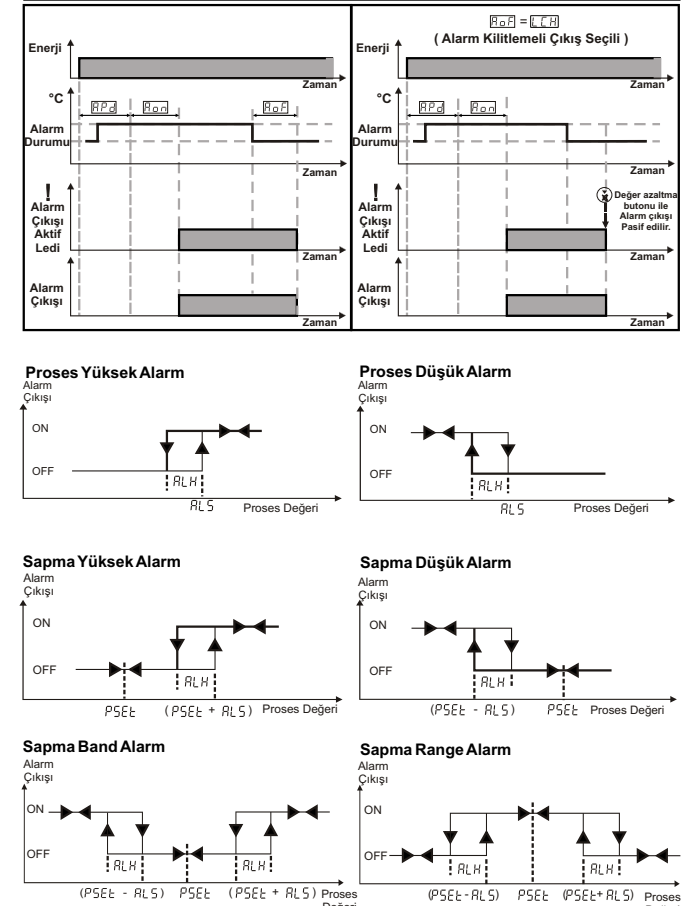 Enerji
Zaman
°C
APd
Aon
AoF
Alarm
Durumu
Zaman
!
Alarm
Çıkışı
Aktif
Ledi
Zaman
Alarm
Çıkışı
Zaman
AoF = LCH
( Alarm Kilitlemeli Çıkış Seçili )
Enerji
Zaman
°C
APd
Aon
Alarm
Durumu
Zaman
!
Alarm
Çıkışı
Aktif
Ledi
Değer azaltma
butonu ile
Alarm çıkışı
Pasif edilir.
Zaman
Alarm
Çıkışı
Zaman
Proses Yüksek Alarm
Alarm
Çıkışı
ON
OFF
ALH
ALS
Proses Değeri
Proses Düşük Alarm
Alarm
Çıkışı
ON
OFF
ALH
ALS
Proses Değeri
Sapma Yüksek Alarm
Alarm
Çıkışı
ON
OFF
ALH
PSEt (PSEt + ALS) Proses Değeri
Sapma Düşük Alarm
Alarm
Çıkışı
ON
OFF
ALH
(PSEt - ALS) PSEt Proses Değeri
Sapma Band Alarm
Alarm
Çıkışı
ON
OFF
ALH ALH
(PSEt - ALS) PSEt (PSEt + ALS) Proses
Sapma Range Alarm
Alarm
Çıkışı
ON
OFF
ALH ALH
(PSEt-ALS) PSEt (PSEt+ALS) Proses